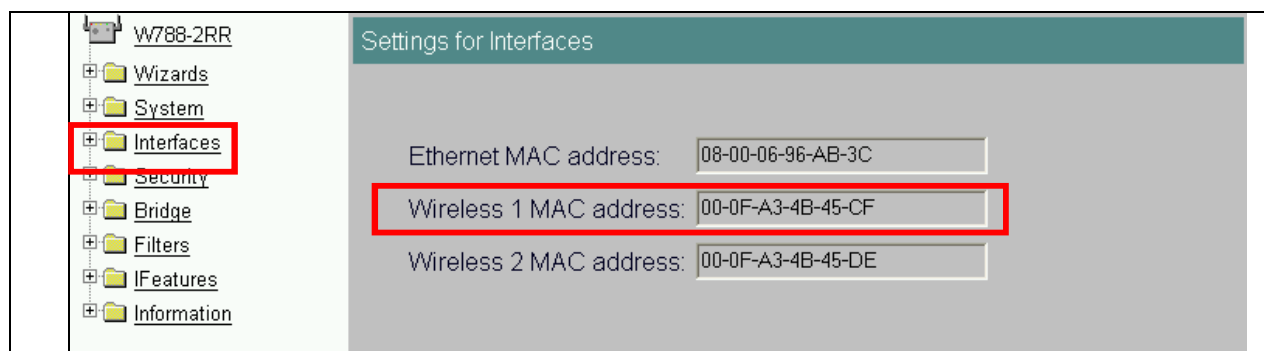 W788-2RR
Wizards
System
Interfaces
Security
Bridge
Filters
IFeatures
Information
Settings for Interfaces
Ethernet MAC address: 08-00-06-96-AB-3C
Wireless 1 MAC address: 00-0F-A3-4B-45-CF
Wireless 2 MAC address: 00-0F-A3-4B-45-DE